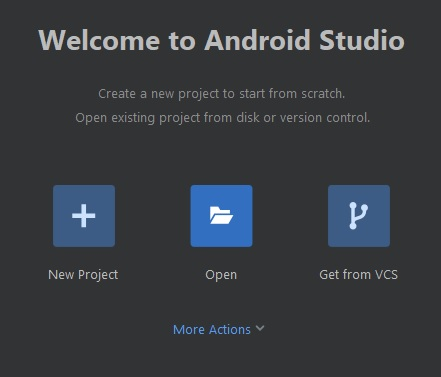 Welcome to Android Studio
Create a new project to start from scratch.
Open existing project from disk or version control.
New Project
Open
Get from VCS
More Actions